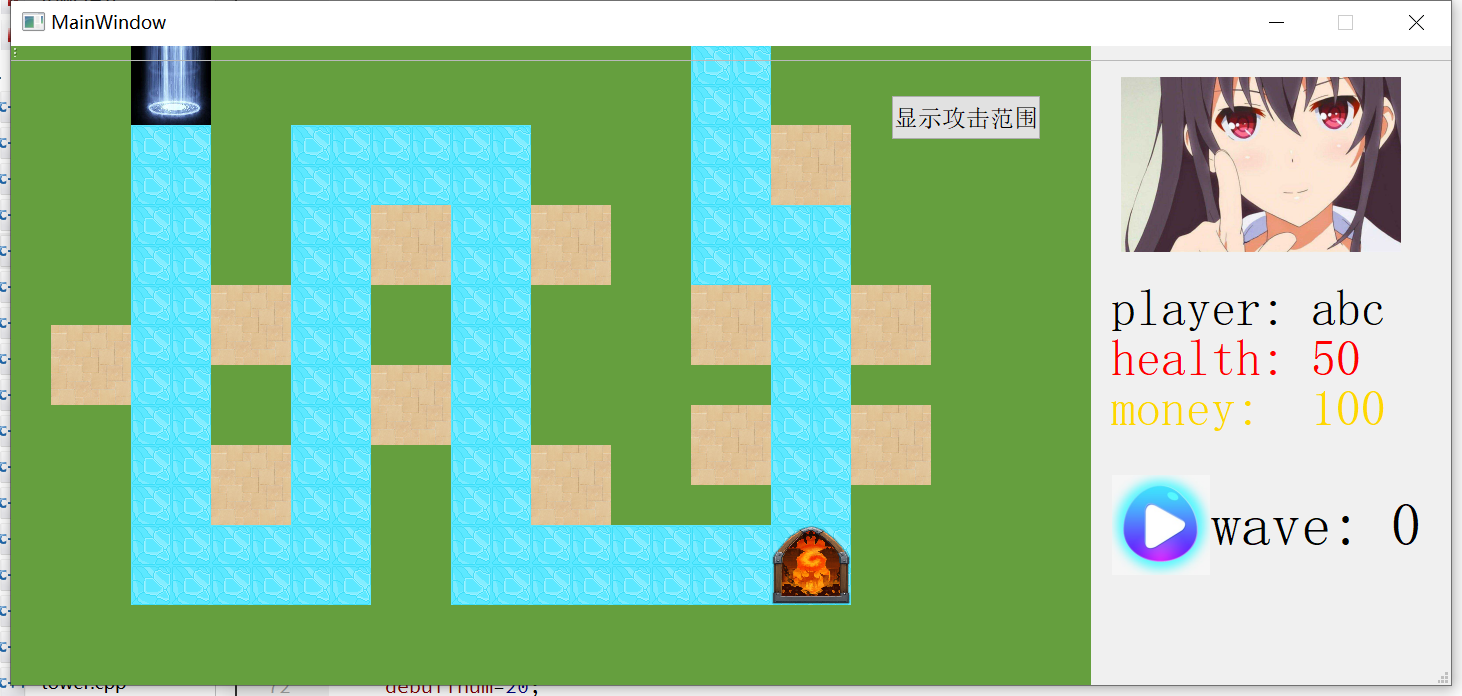 MainWindow
显示攻击范围
player: abc
health: 50
money: 100
wave: 0
tower.cpp
72
debuffnum=20;